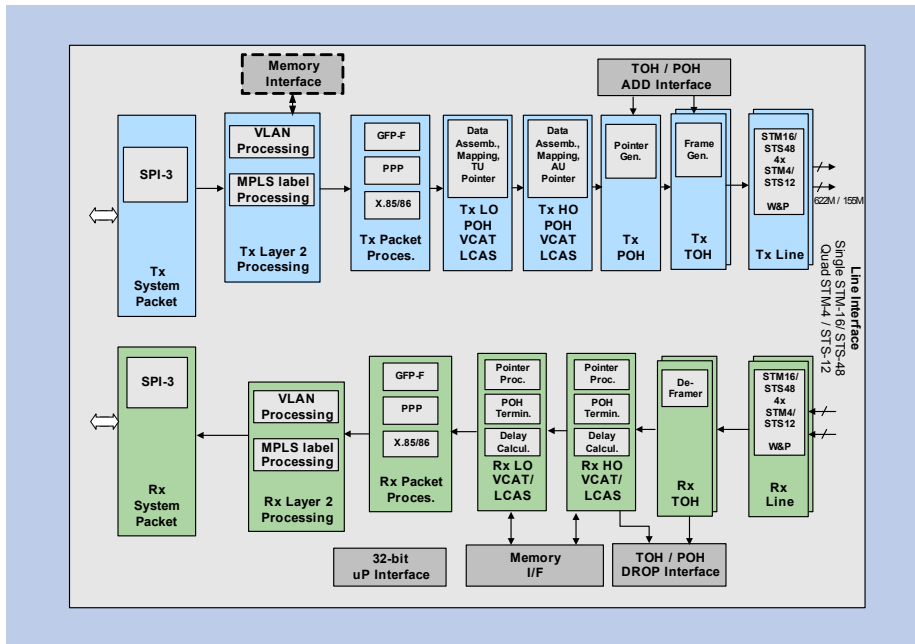 Memory
Interface
TOH / POH
ADD Interface
SPI-3
Tx
System
Packet
VLAN
Processing
MPLS label
Processing
Tx Layer 2
Processing
GFP-F
PPP
X.85/86
Tx Packet
Proces.
Data
Assemb.,
Mapping,
TU
Pointer
Tx LO
POH
VCAT
LCAS
Data
Assemb.,
Mapping,
AU
Pointer
Tx HO
POH
VCAT
LCAS
Pointer
Gen.
Tx
POH
Frame
Gen.
Tx
TOH
STM16/
STS48
4x
STM4/
STS12
W&P
Tx Line
622M / 155M
Line Interface
Single STM-16/ STS-48
Quad STM-4 / STS-12
SPI-3
Rx
System
Packet
VLAN
Processing
MPLS label
Processing
Rx Layer 2
Processing
GFP-F
PPP
X.85/86
Rx Packet
Proces.
Pointer
Proc.
POH
Termin.
Delay
Calcul.
Rx LO
VCAT/
LCAS
Pointer
Proc.
POH
Termin.
Delay
Calcul.
Rx HO
VCAT/
LCAS
De-
Framer
Rx
TOH
STM16/
STS48
4x
STM4/
STS12
W&P
Rx
Line
32-bit
uP Interface
Memory
I/F
TOH / POH
DROP Interface